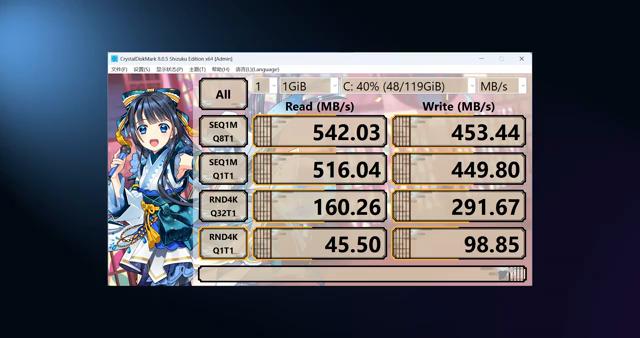 CrystalDiskMark 8.0.5 Shizuku Edition x64 [Admin]
文件(F) 设置(S) 显示状态(P) 主题(T) 帮助(H) 语言(L)(Language)
All 1 1GiB C: 40% (48/119GiB) MB/s
Read (MB/s) Write (MB/s)
SEQ1M Q8T1 542.03 453.44
SEQ1M Q1T1 516.04 449.80
RND4K Q32T1 160.26 291.67
RND4K Q1T1 45.50 98.85